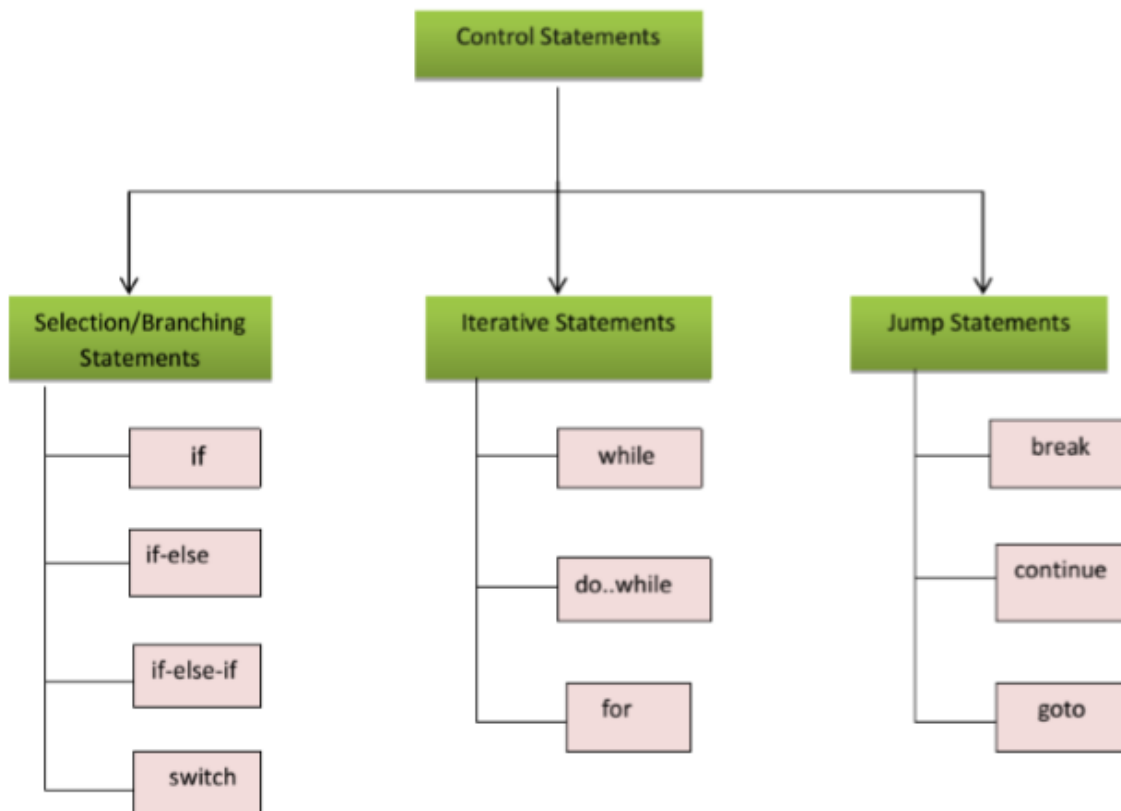 Control Statements
Selection/Branching
Statements
if
if-else
if-else-if
switch
Iterative Statements
while
do..while
for
Jump Statements
break
continue
goto